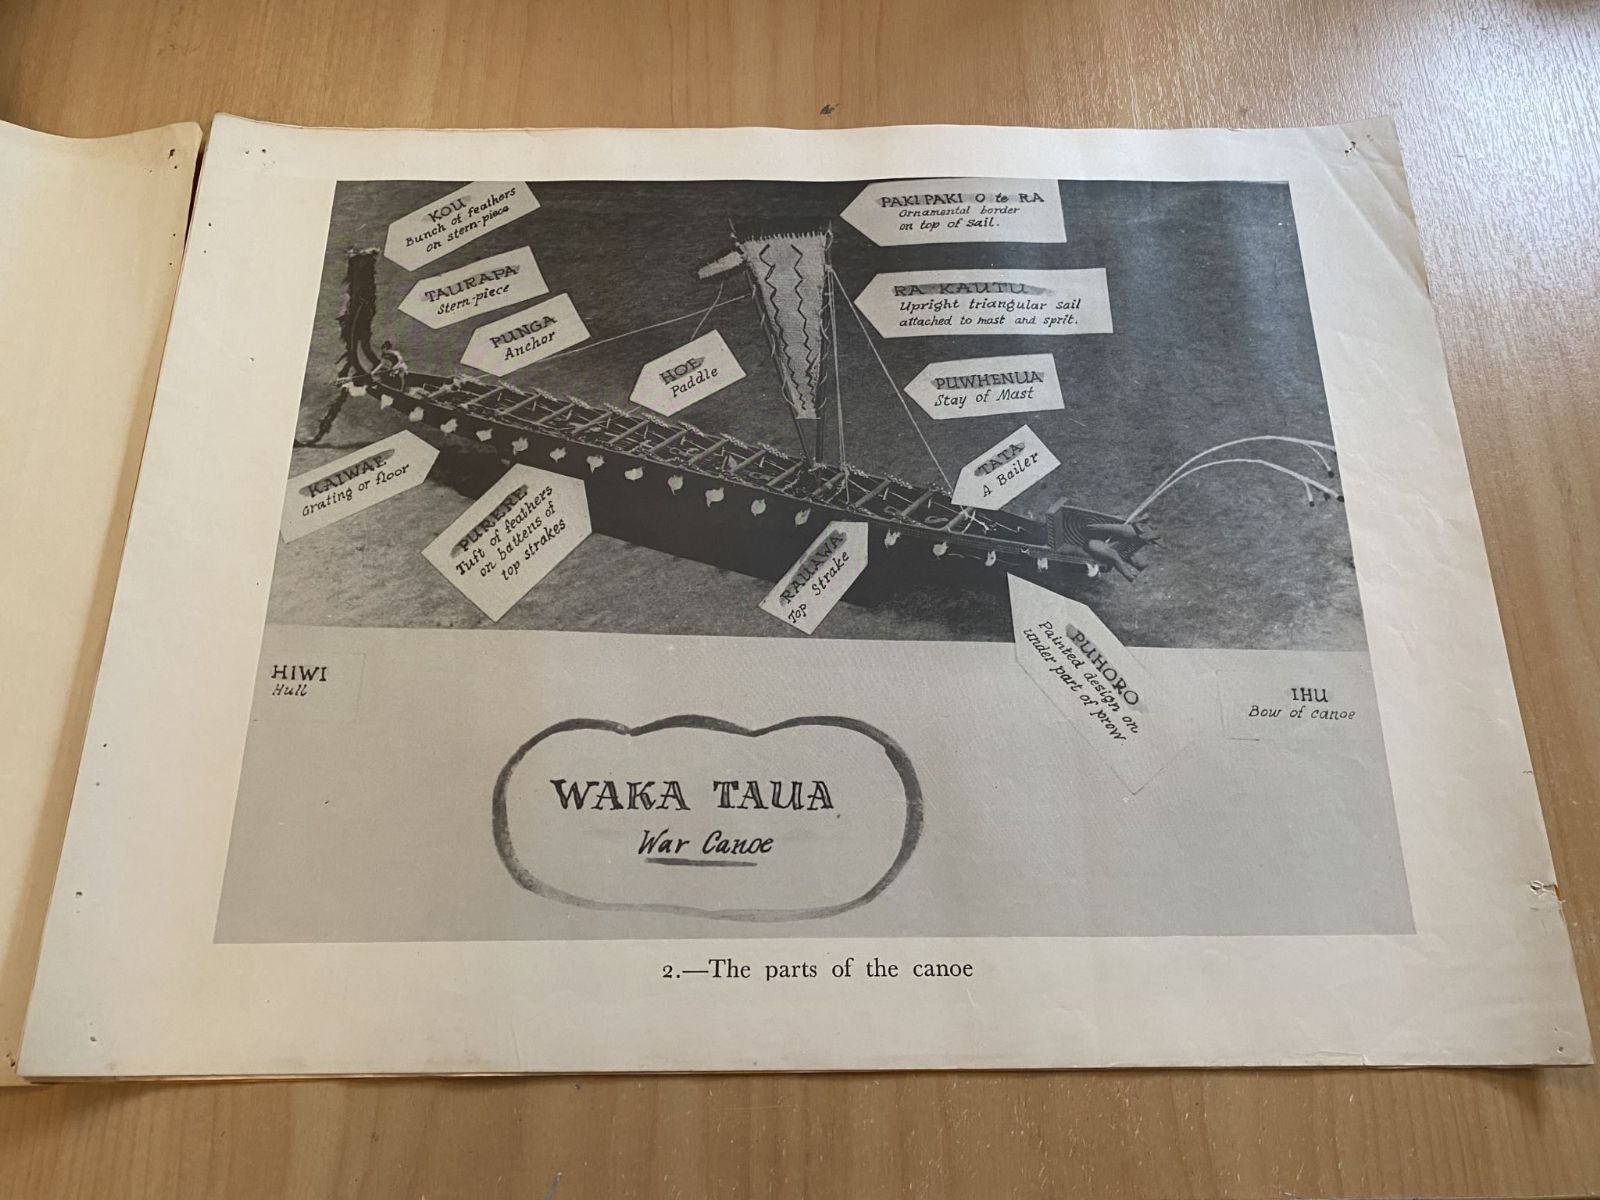 KOU
Bunch of feathers
on stern-piece
PAKI PAKI O te RA
Ornamental border
on top of sail.
TAURAPA
Stern-piece
RA KAUTU
Upright triangular sail
attached to mast and sprit.
PUNGA
Anchor
HOE
Paddle
PUWHENUA
Stay of Mast
TATA
A Bailer
KAIWAE
Grating or floor
PURERE
Tuft of feathers
on battens of
top strakes
RAUAWA
Top Strake
PUHORO
Painted design on
under part of prow.
HIWI
Hull
IHU
Bow of canoe
WAKA TAUA
War Canoe
2.—The parts of the canoe